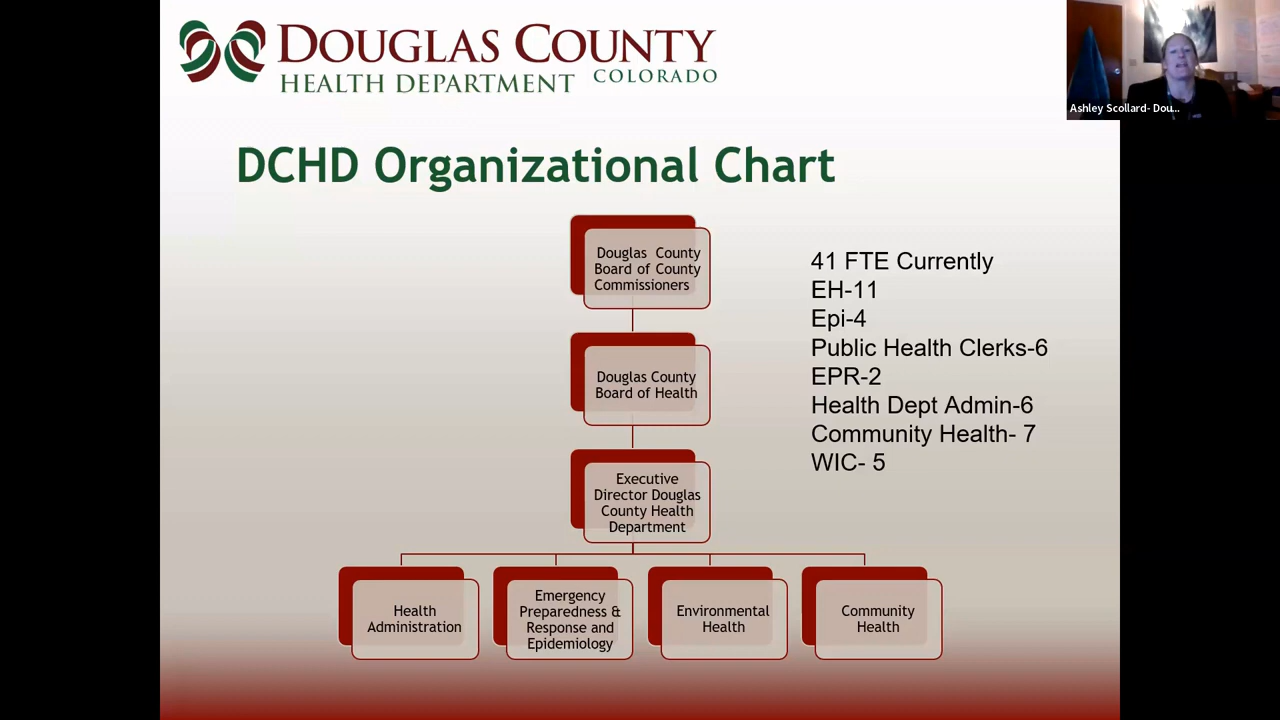 DOUGLAS COUNTY
HEALTH DEPARTMENT COLORADO
Ashley Scollard- Dou...
DCHD Organizational Chart
Douglas County
Board of County
Commissioners
Douglas County
Board of Health
Executive
Director Douglas
County Health
Department
Health
Administration
Emergency
Preparedness &
Response and
Epidemiology
Environmental
Health
Community
Health
41 FTE Currently
EH-11
Epi-4
Public Health Clerks-6
EPR-2
Health Dept Admin-6
Community Health- 7
WIC- 5